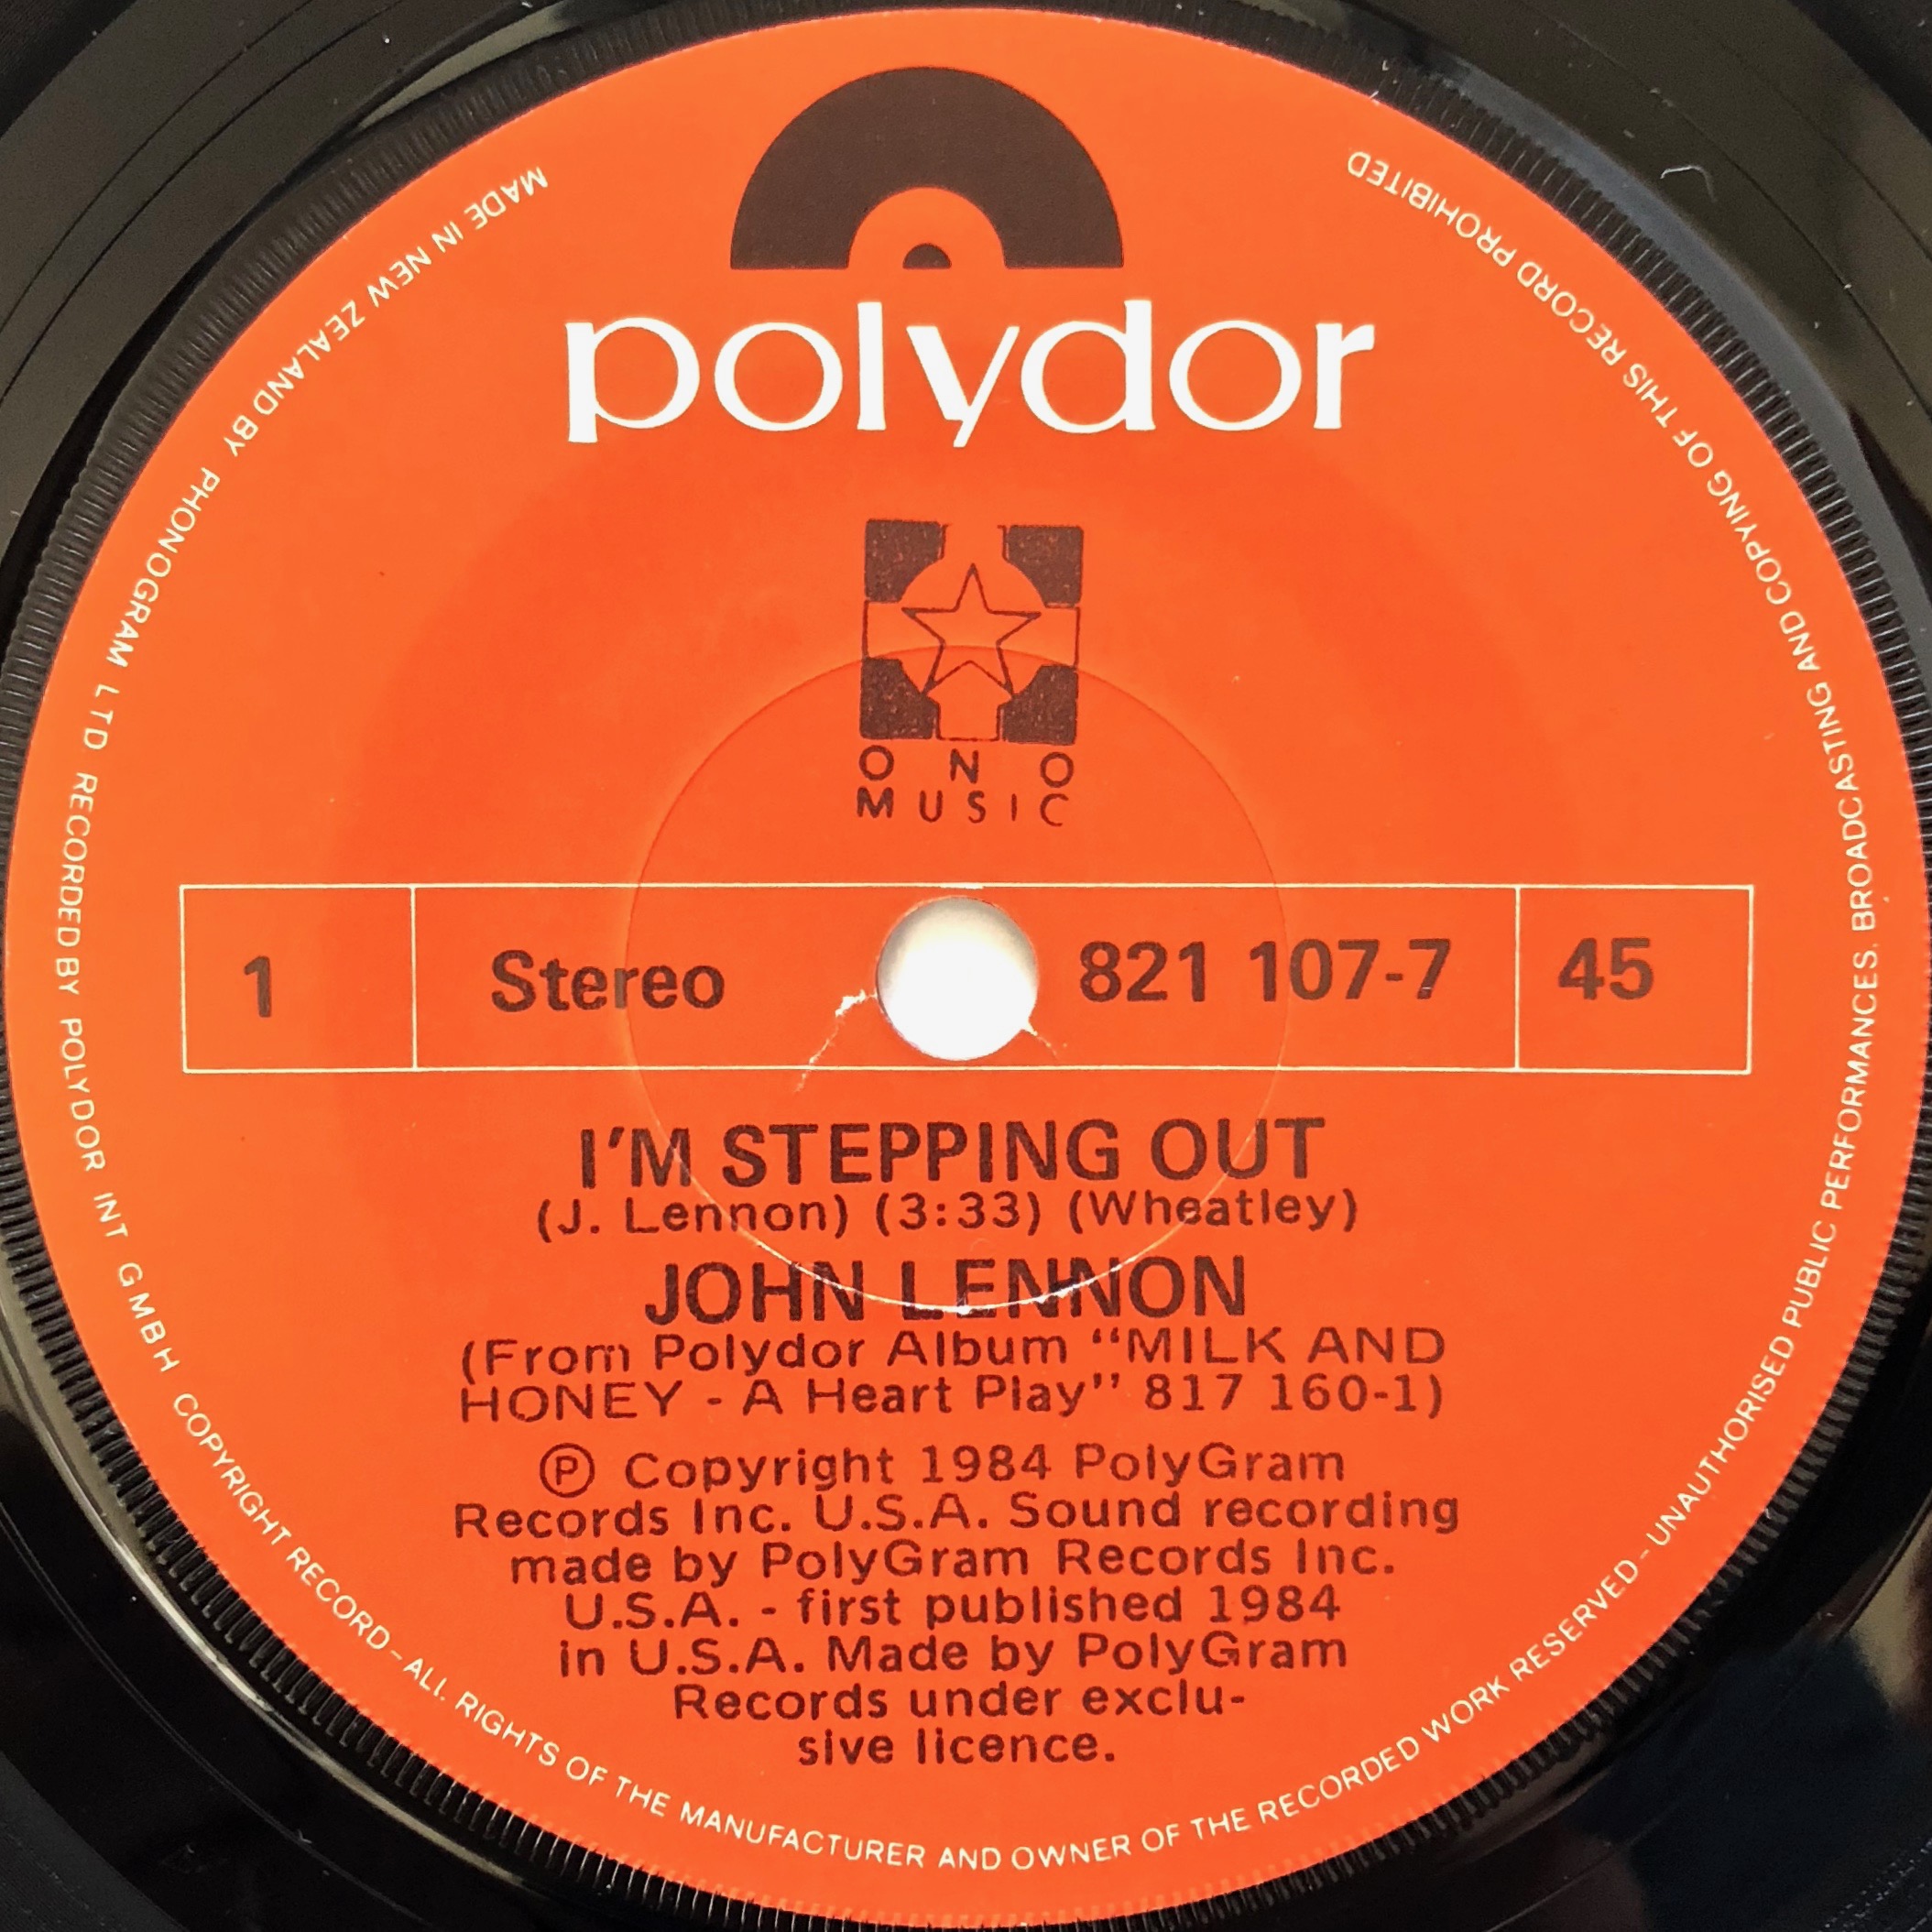 polydor
O N O
MUSIC
1 Stereo 821 107-7 45
I'M STEPPING OUT
(J. Lennon) (3:33) (Wheatley)
JOHN LENNON
(From Polydor Album “MILK AND
HONEY - A Heart Play” 817 160-1)
Ⓟ Copyright 1984 PolyGram
Records Inc. U.S.A. Sound recording
made by PolyGram Records Inc.
U.S.A. - first published 1984
in U.S.A. Made by PolyGram
Records under exclu-
sive licence.
MADE IN NEW ZEALAND BY PHONOGRAM LTD RECORDED BY POLYDOR INT GMBH COPYRIGHT RECORD – ALL RIGHTS OF THE MANUFACTURER AND OWNER OF THE RECORDED WORK RESERVED – UNAUTHORISED PUBLIC PERFORMANCES. BROADCASTING AND COPYING OF THIS RECORD PROHIBITED